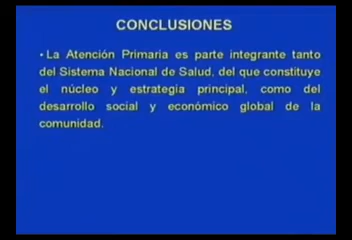 CONCLUSIONES
• La Atención Primaria es parte integrante tanto
del Sistema Nacional de Salud, del que constituye
el núcleo y estrategia principal, como del
desarrollo social y económico global de la
comunidad.